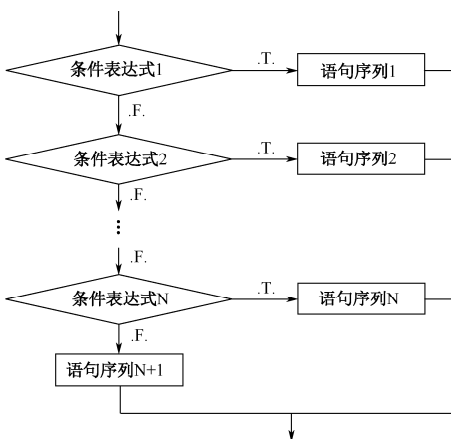 条件表达式1 .T. 语句序列1
.F.
条件表达式2 .T. 语句序列2
.F.
.F.
条件表达式N .T. 语句序列N
.F.
语句序列N+1